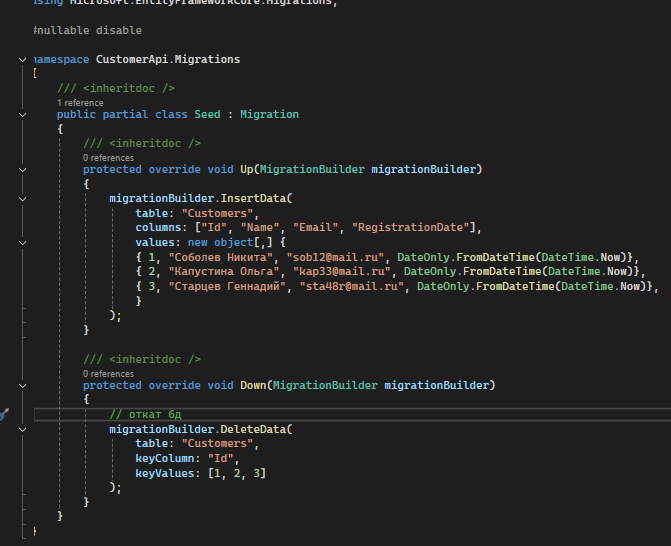 using Microsoft.EntityFrameworkCore.Migrations;
#nullable disable
namespace CustomerApi.Migrations
{
/// <inheritdoc />
1 reference
public partial class Seed : Migration
{
/// <inheritdoc />
0 references
protected override void Up(MigrationBuilder migrationBuilder)
{
migrationBuilder.InsertData(
table: "Customers",
columns: ["Id", "Name", "Email", "RegistrationDate"],
values: new object[,] {
{ 1, "Соболев Никита", "sob12@mail.ru", DateOnly.FromDateTime(DateTime.Now)},
{ 2, "Капустина Ольга", "kap33@mail.ru", DateOnly.FromDateTime(DateTime.Now)},
{ 3, "Старцев Геннадий", "sta48r@mail.ru", DateOnly.FromDateTime(DateTime.Now)},
}
);
}
/// <inheritdoc />
0 references
protected override void Down(MigrationBuilder migrationBuilder)
{
// откат бд
migrationBuilder.DeleteData(
table: "Customers",
keyColumn: "Id",
keyValues: [1, 2, 3]
);
}
}
}